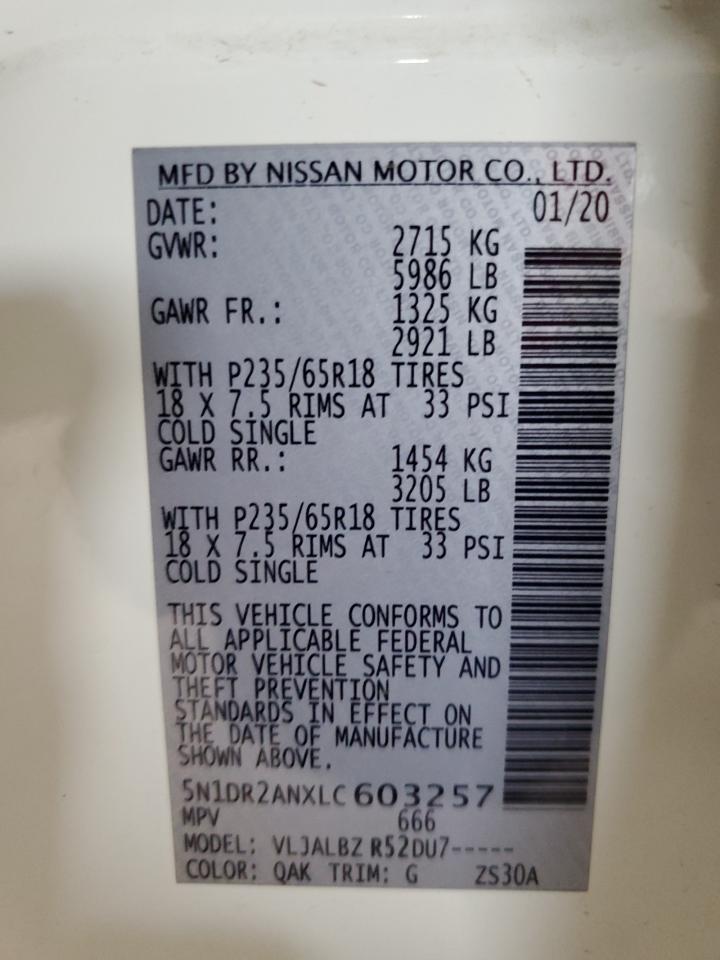 MFD BY NISSAN MOTOR CO., LTD.
DATE: 01/20
GVWR: 2715 KG
5986 LB
GAWR FR.: 1325 KG
2921 LB
WITH P235/65R18 TIRES
18 X 7.5 RIMS AT 33 PSI
COLD SINGLE
GAWR RR.: 1454 KG
3205 LB
WITH P235/65R18 TIRES
18 X 7.5 RIMS AT 33 PSI
COLD SINGLE
THIS VEHICLE CONFORMS TO
ALL APPLICABLE FEDERAL
MOTOR VEHICLE SAFETY AND
THEFT PREVENTION
STANDARDS IN EFFECT ON
THE DATE OF MANUFACTURE
SHOWN ABOVE.
5N1DR2ANXLC603257
MPV 666
MODEL: VLJALBZ R52DU7-----
COLOR: QAK TRIM: G ZS30A